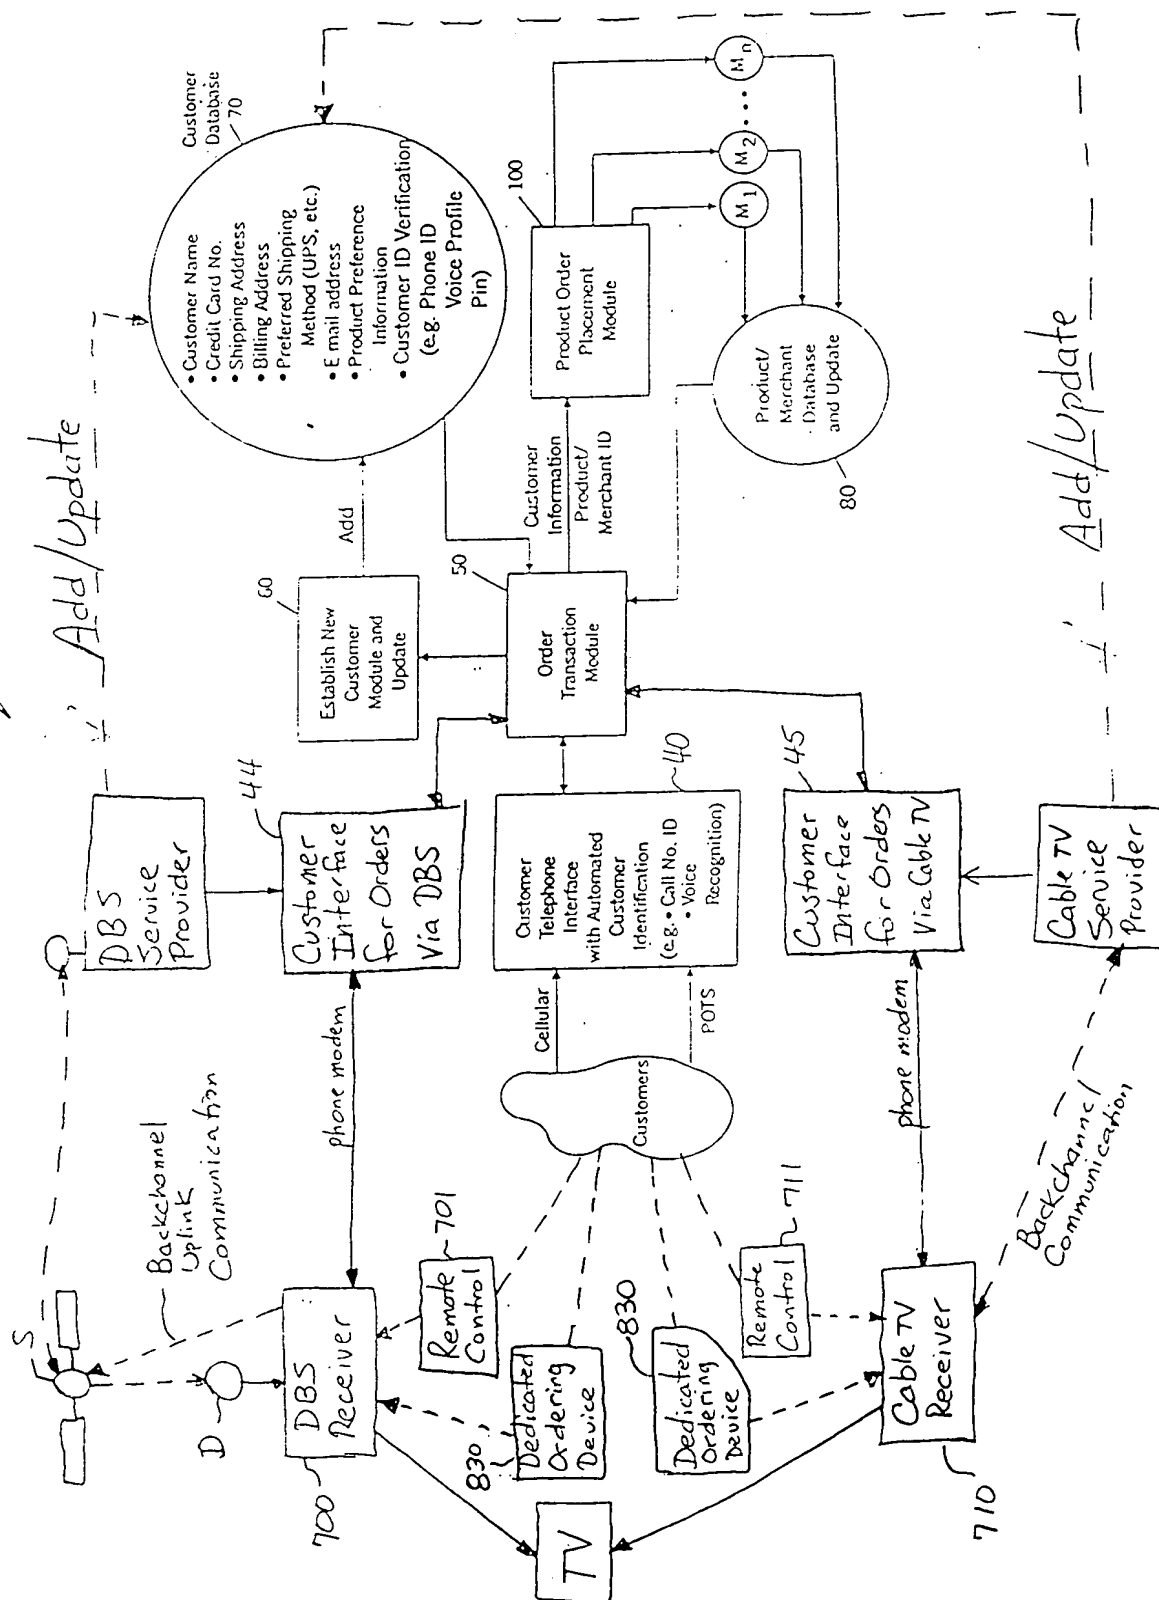 S
Backchannel
Uplink
Communication
D
DBS
Receiver
700
phone modem
DBS
Service
Provider
Add/Update
44
Customer
Interface
for Orders
Via DBS
Remote
Control
701
830
Dedicated
Ordering
Device
TV
830
Dedicated
Ordering
Device
Remote
Control
711
Customers
Cellular
POTS
Customer
Telephone
Interface
with Automated
Customer
Identification
(e.g. • Call No. ID
• Voice
Recognition)
40
60
Establish New
Customer
Module and
Update
Add
50
Order
Transaction
Module
Customer
Database
70
• Customer Name
• Credit Card No.
• Shipping Address
• Billing Address
• Preferred Shipping
Method (UPS, etc.)
• E mail address
• Product Preference
Information
• Customer ID Verification
(e.g. Phone ID
Voice Profile
Pin)
Customer
Information
Product/
Merchant ID
100
Product Order
Placement
Module
M1
M2
Mn
Product/
Merchant
Database
and Update
80
Cable TV
Receiver
710
phone modem
Backchannel
Communication
Customer
Interface
for Orders
Via Cable TV
45
Cable TV
Service
Provider
Add/Update